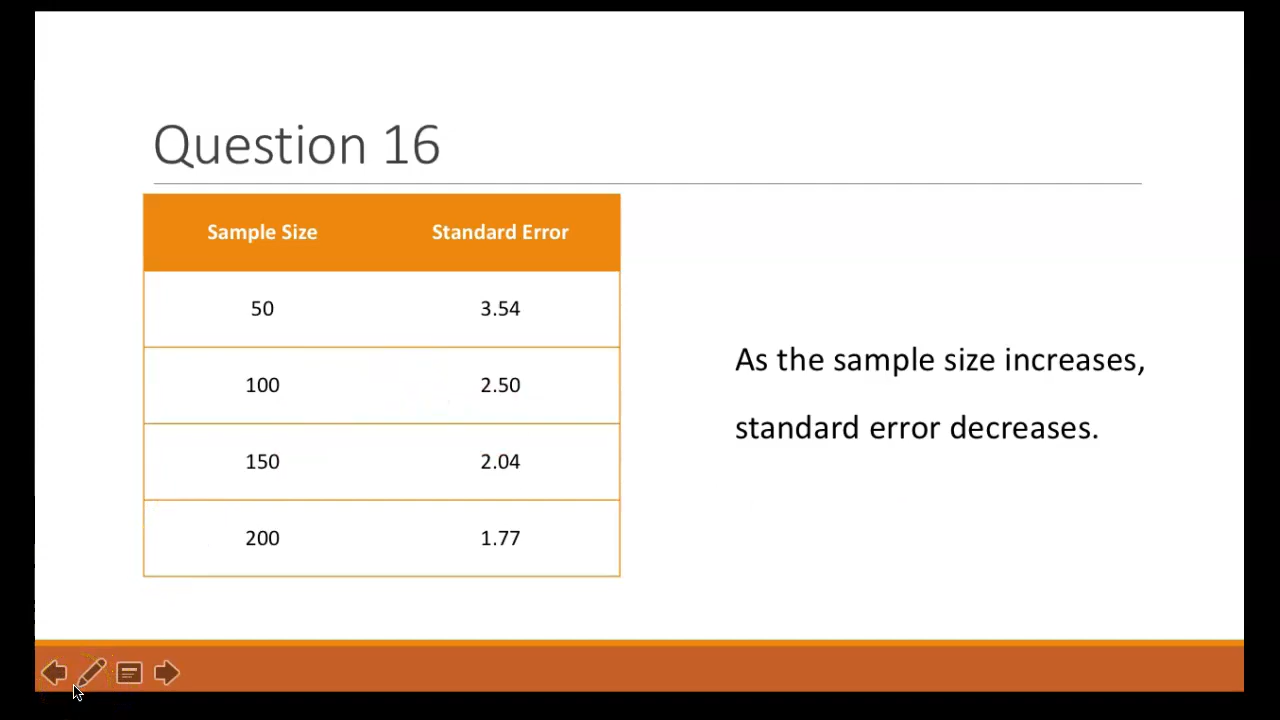 Question 16
Sample Size Standard Error
50 3.54
100 2.50
150 2.04
200 1.77
As the sample size increases,
standard error decreases.